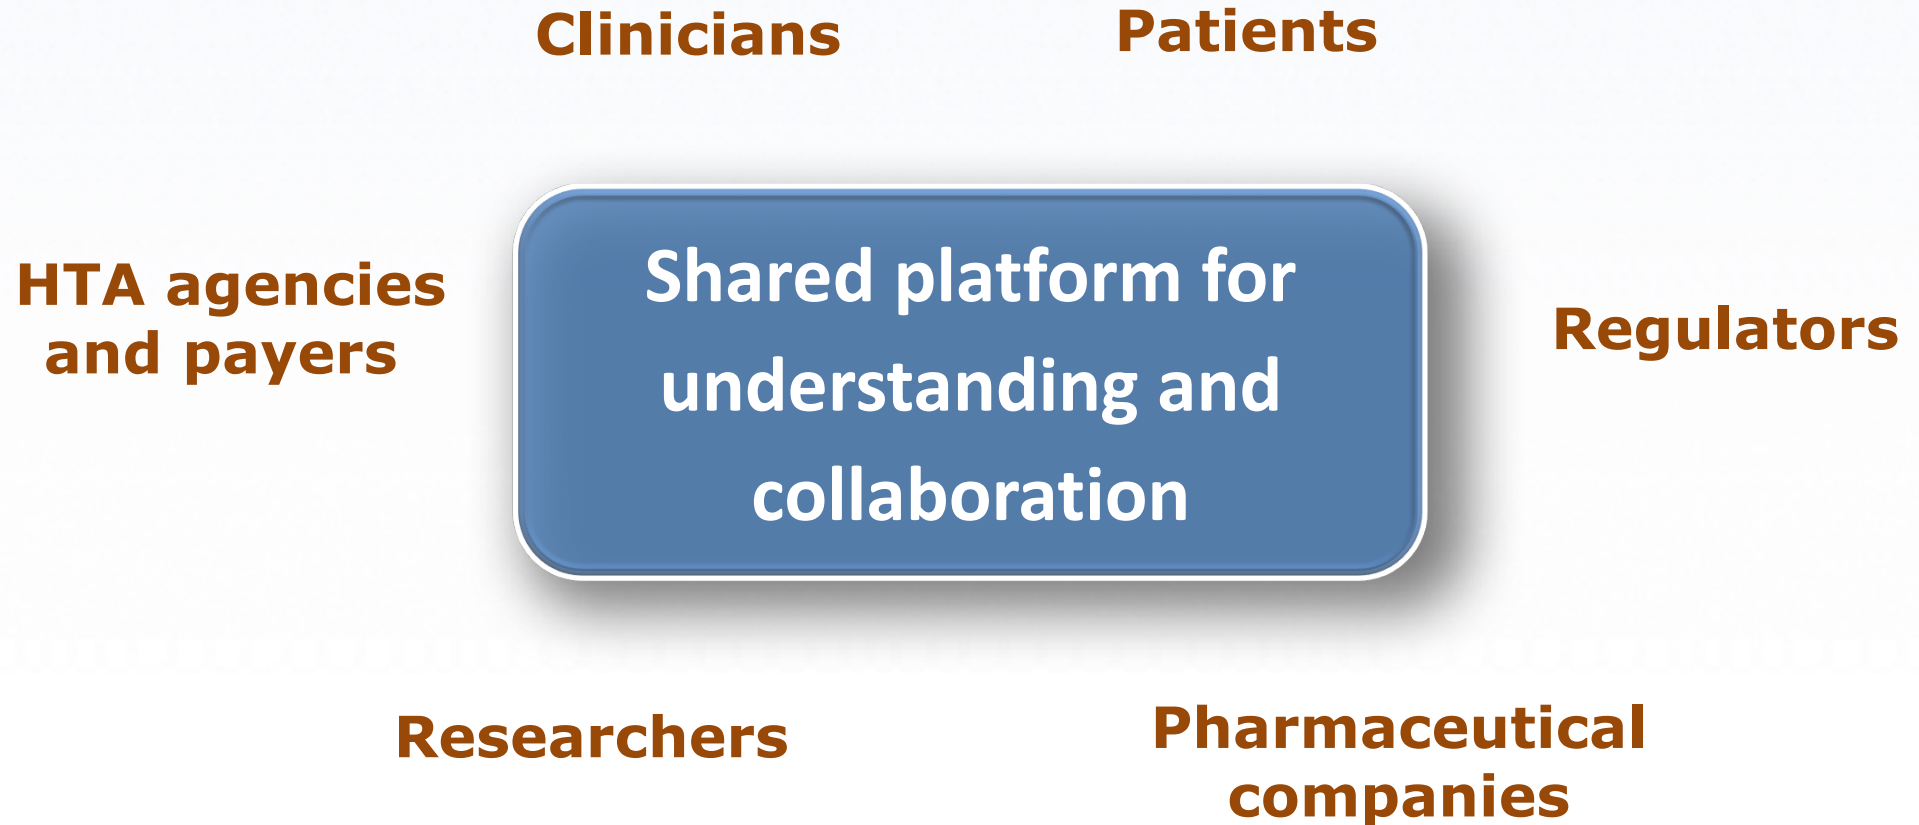 Clinicians
Patients
HTA agencies
and payers
Shared platform for
understanding and
collaboration
Regulators
Researchers
Pharmaceutical
companies